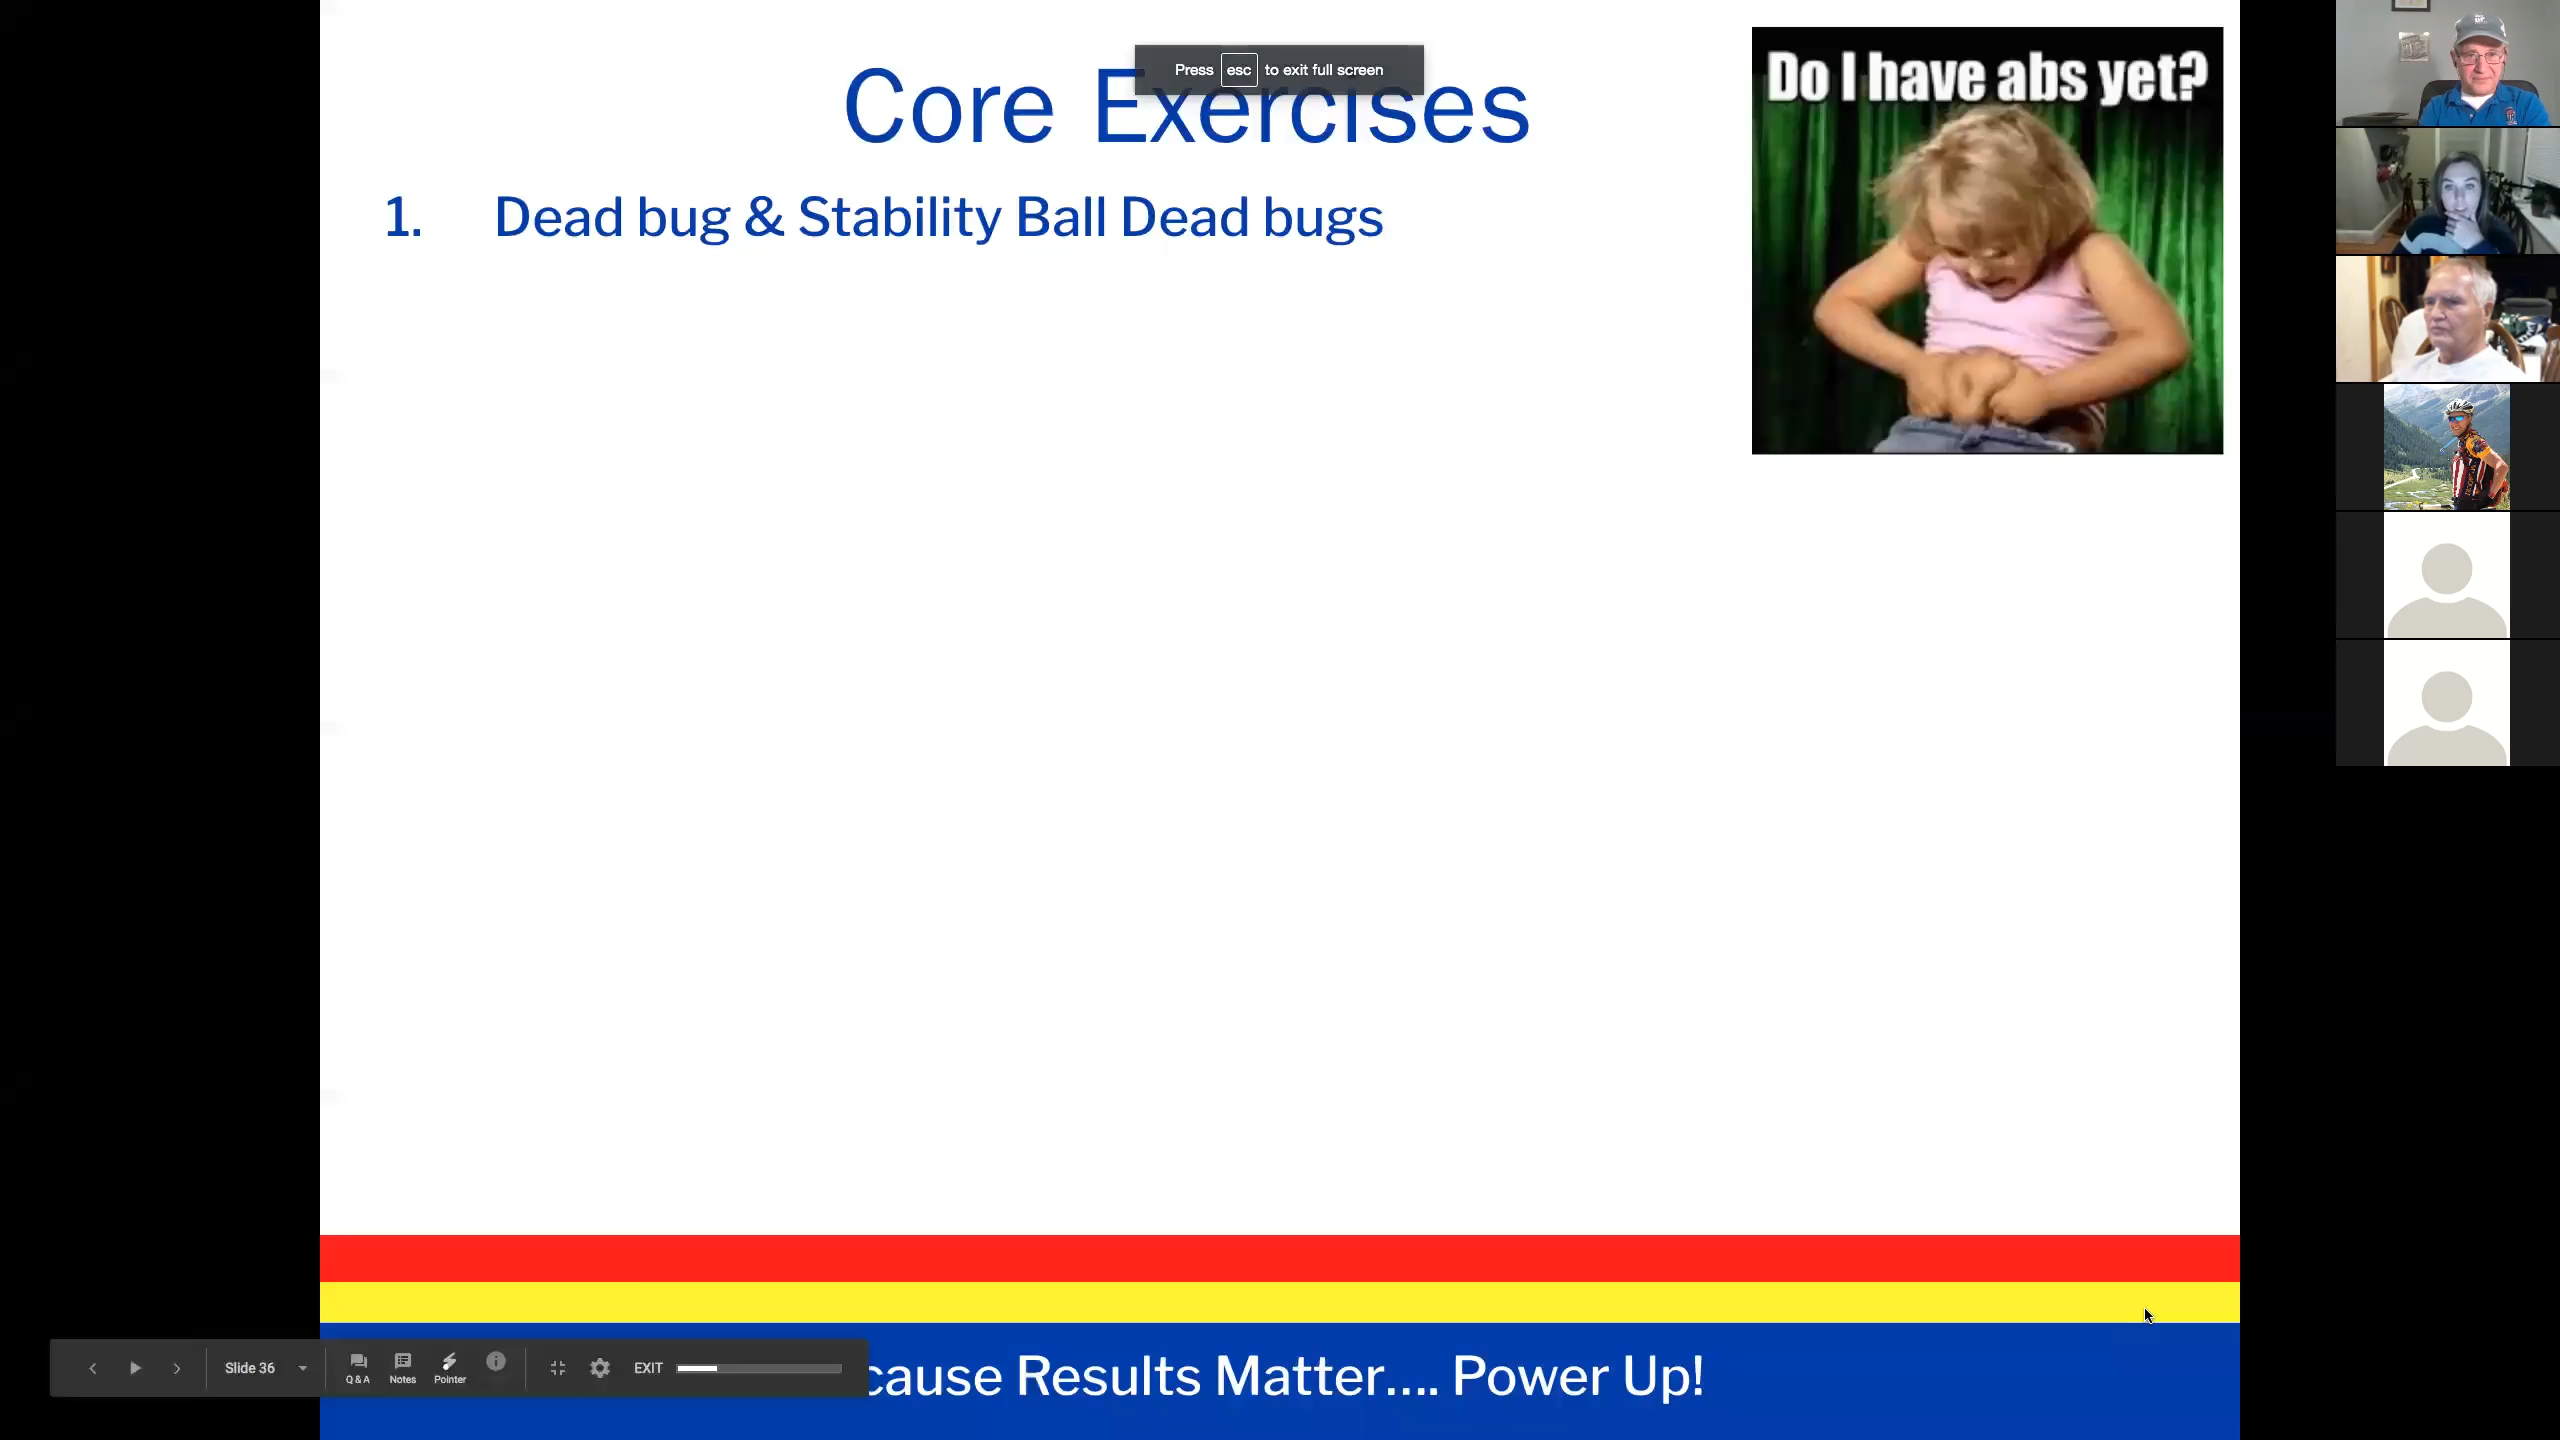 Do I have abs yet?
Press esc to exit full screen
Core Exercises
1. Dead bug & Stability Ball Dead bugs
Slide 36
Q & A
Notes
Pointer
EXIT
cause Results Matter.... Power Up!